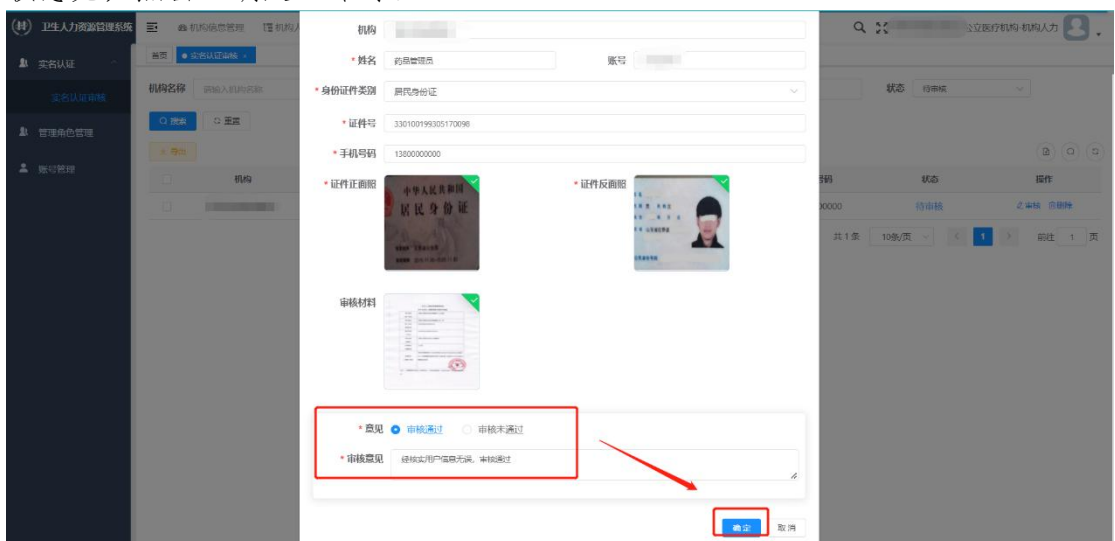 卫生人力资源管理系统
机构信息管理
机构人
公立医疗机构-机构人力
首页
实名认证审核 ×
实名认证
实名认证审核
管理角色管理
账号管理
机构名称 请输入机构名称
状态 待审核
搜索 重置
导出
机构
号码 状态 操作
00000 待审核 审核 删除
共 1 条 10条/页 1 前往 1 页
机构
* 姓名 药品管理员 账号
* 身份证件类别 居民身份证
* 证件号 330100199305170098
* 手机号码 13800000000
* 证件正面照 * 证件反面照
中华人民共和国
居民身份证
审核材料
* 意见 审核通过 审核未通过
* 审核意见 经核实用户信息无误，审核通过
确定 取消